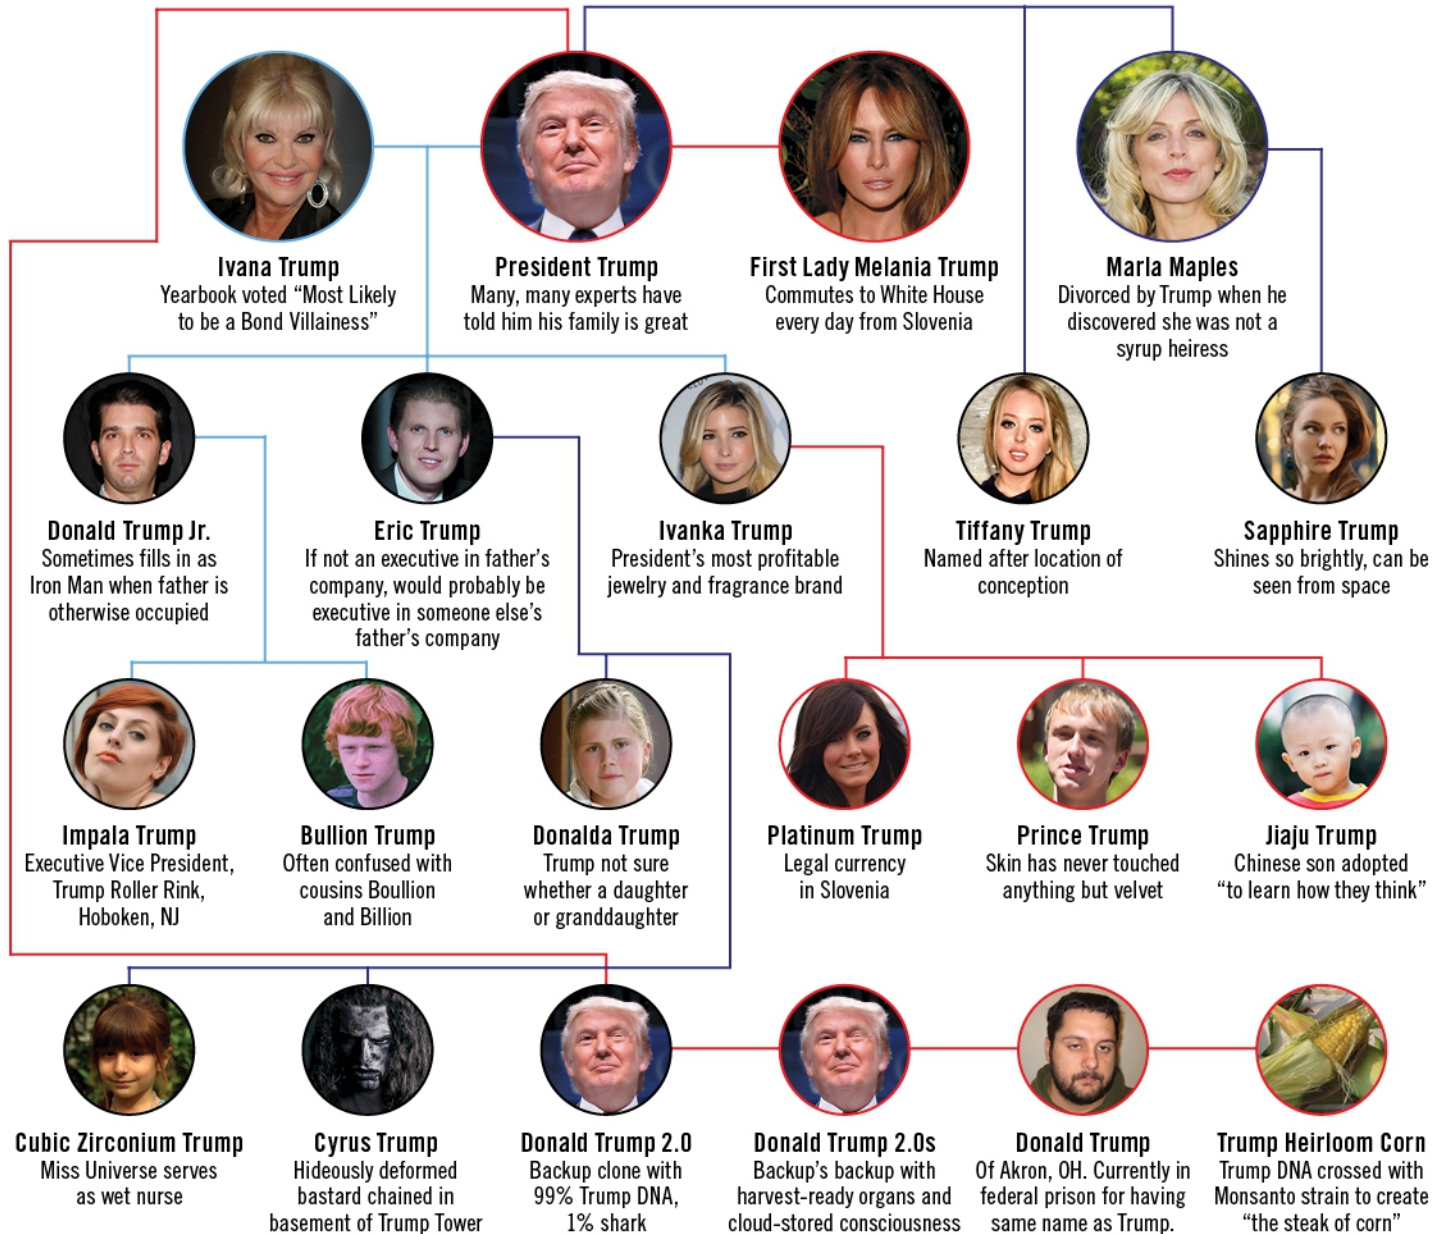 Ivana Trump
Yearbook voted “Most Likely
to be a Bond Villainess”
President Trump
Many, many experts have
told him his family is great
First Lady Melania Trump
Commutes to White House
every day from Slovenia
Marla Maples
Divorced by Trump when he
discovered she was not a
syrup heiress
Donald Trump Jr.
Sometimes fills in as
Iron Man when father is
otherwise occupied
Eric Trump
If not an executive in father’s
company, would probably be
executive in someone else’s
father’s company
Ivanka Trump
President’s most profitable
jewelry and fragrance brand
Tiffany Trump
Named after location of
conception
Sapphire Trump
Shines so brightly, can be
seen from space
Impala Trump
Executive Vice President,
Trump Roller Rink,
Hoboken, NJ
Bullion Trump
Often confused with
cousins Boullion
and Billion
Donalda Trump
Trump not sure
whether a daughter
or granddaughter
Platinum Trump
Legal currency
in Slovenia
Prince Trump
Skin has never touched
anything but velvet
Jiaju Trump
Chinese son adopted
“to learn how they think”
Cubic Zirconium Trump
Miss Universe serves
as wet nurse
Cyrus Trump
Hideously deformed
bastard chained in
basement of Trump Tower
Donald Trump 2.0
Backup clone with
99% Trump DNA,
1% shark
Donald Trump 2.0s
Backup’s backup with
harvest-ready organs and
cloud-stored consciousness
Donald Trump
Of Akron, OH. Currently in
federal prison for having
same name as Trump.
Trump Heirloom Corn
Trump DNA crossed with
Monsanto strain to create
“the steak of corn”